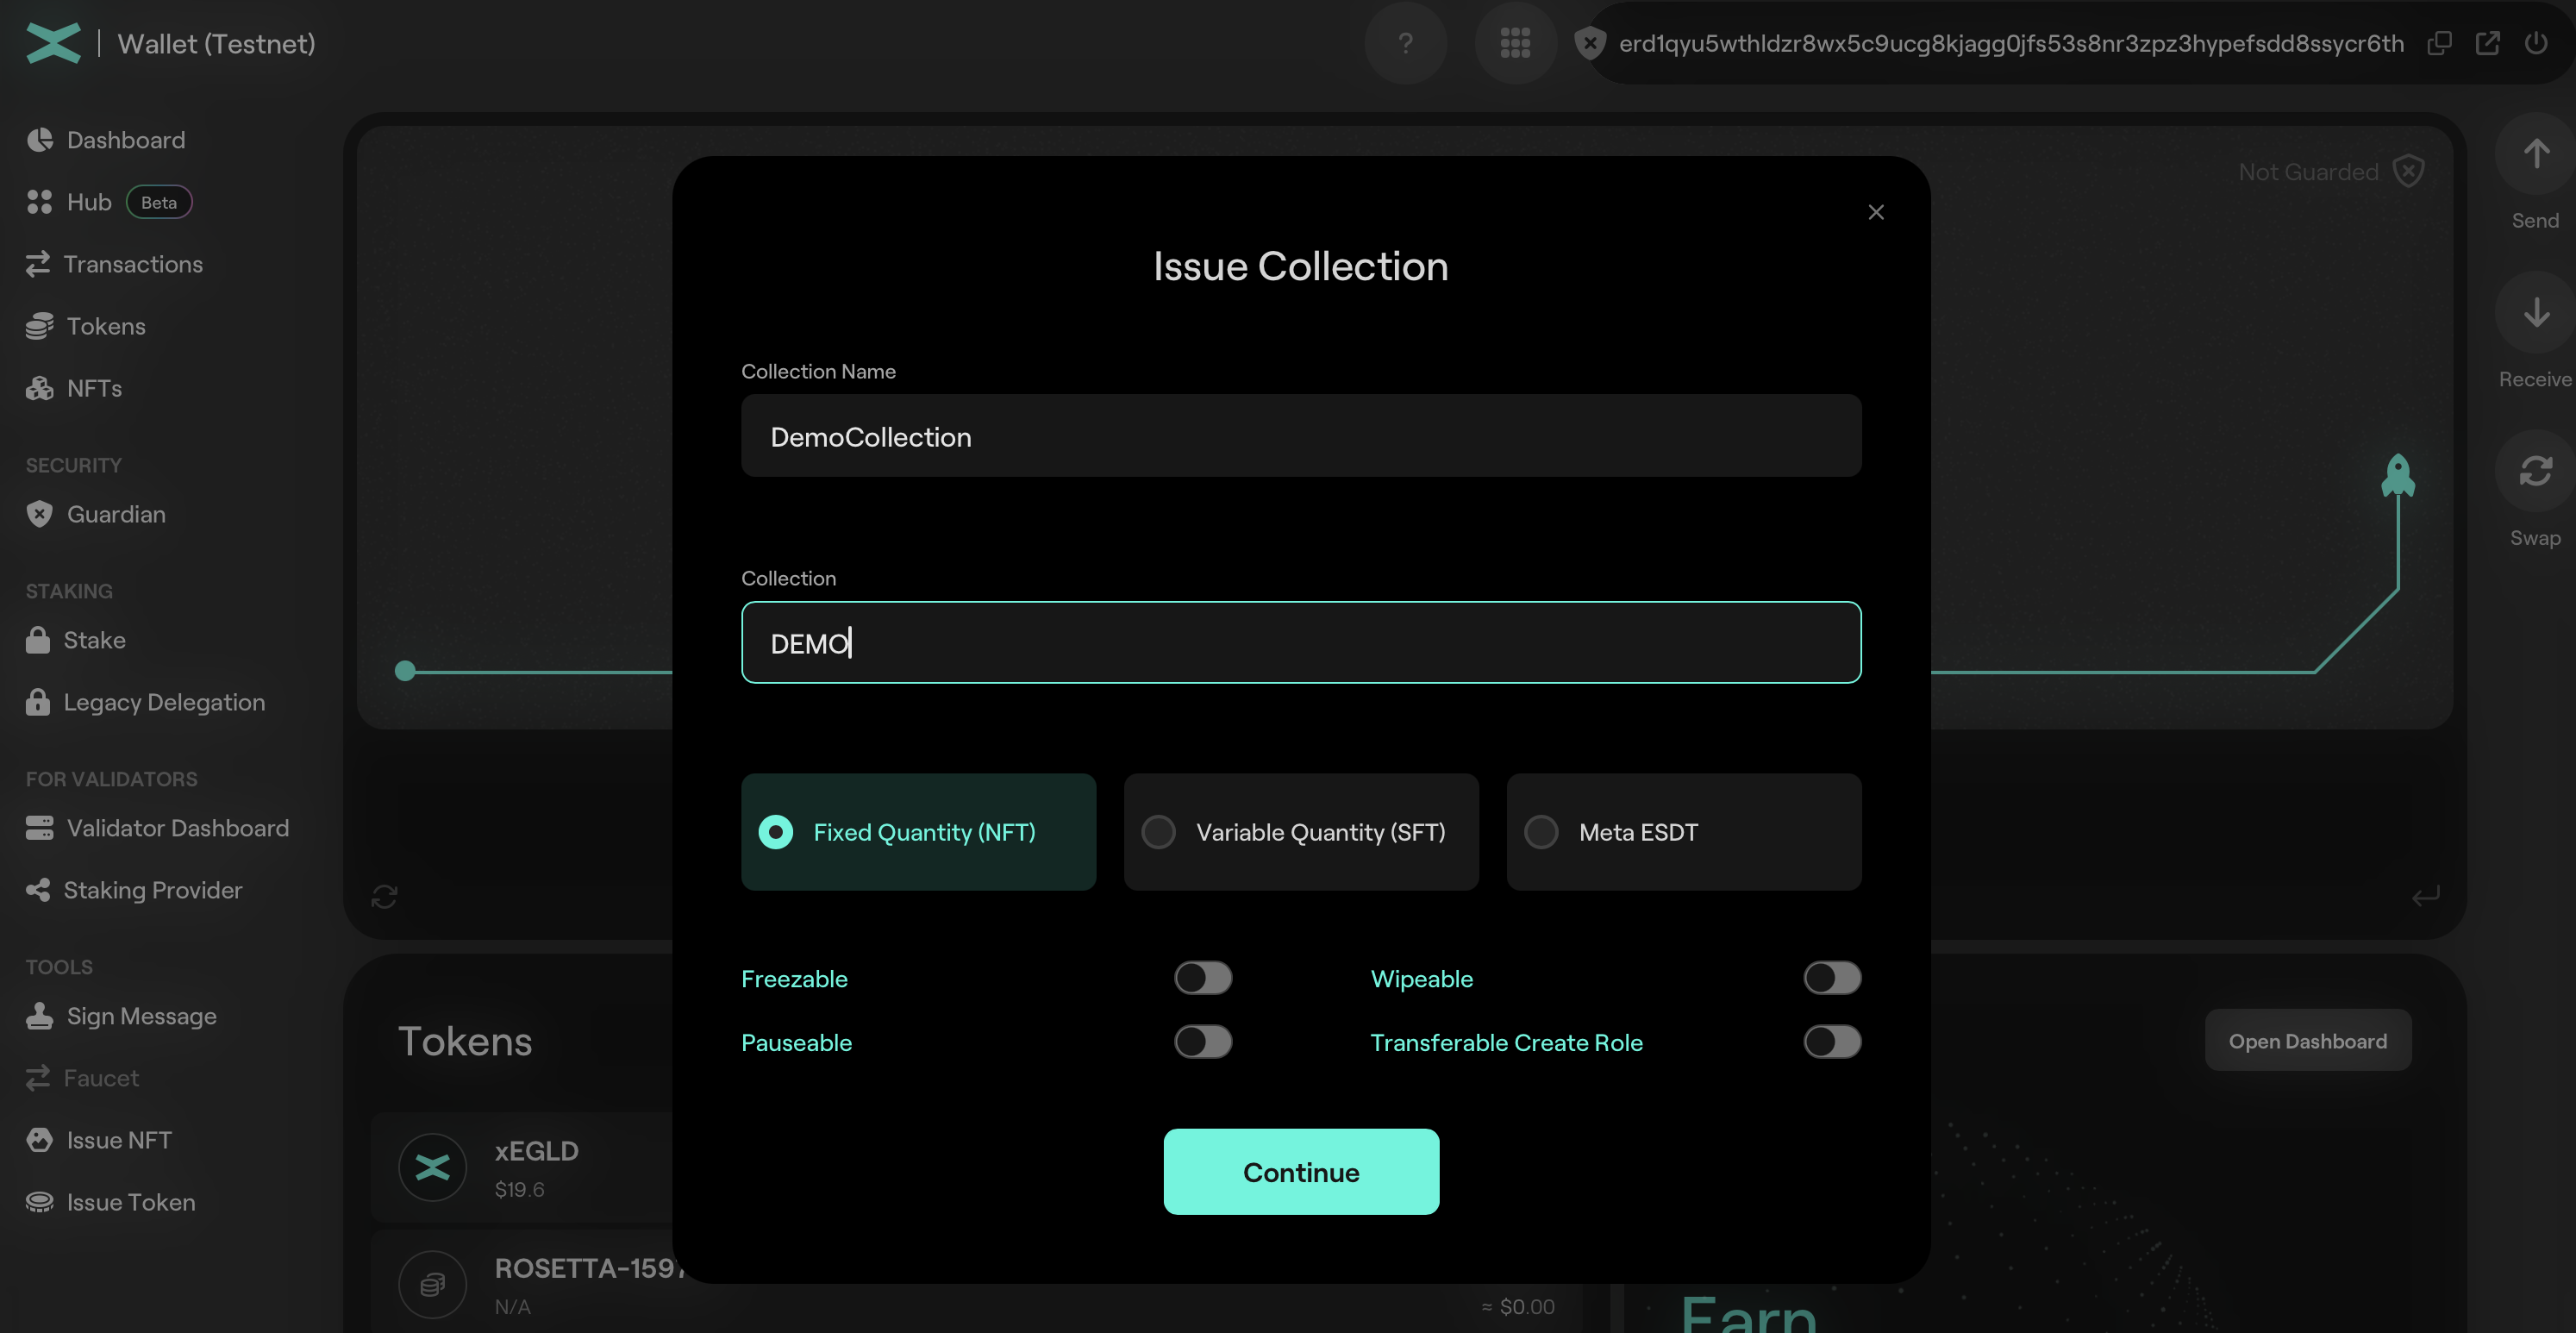 Wallet (Testnet)
?
erd1qyu5wthldzr8wx5c9ucg8kjagg0jfs53s8nr3zpz3hypefsdd8ssycr6th
Dashboard
Hub Beta
Transactions
Tokens
NFTs
SECURITY
Guardian
STAKING
Stake
Legacy Delegation
FOR VALIDATORS
Validator Dashboard
Staking Provider
TOOLS
Sign Message
Faucet
Issue NFT
Issue Token
Not Guarded
Send
Receive
Swap
Issue Collection
Collection Name
DemoCollection
Collection
DEMO
Fixed Quantity (NFT)
Variable Quantity (SFT)
Meta ESDT
Freezable
Wipeable
Pauseable
Transferable Create Role
Continue
Tokens
Open Dashboard
xEGLD
$19.6
ROSETTA-1597
N/A
≈ $0.00
Earn